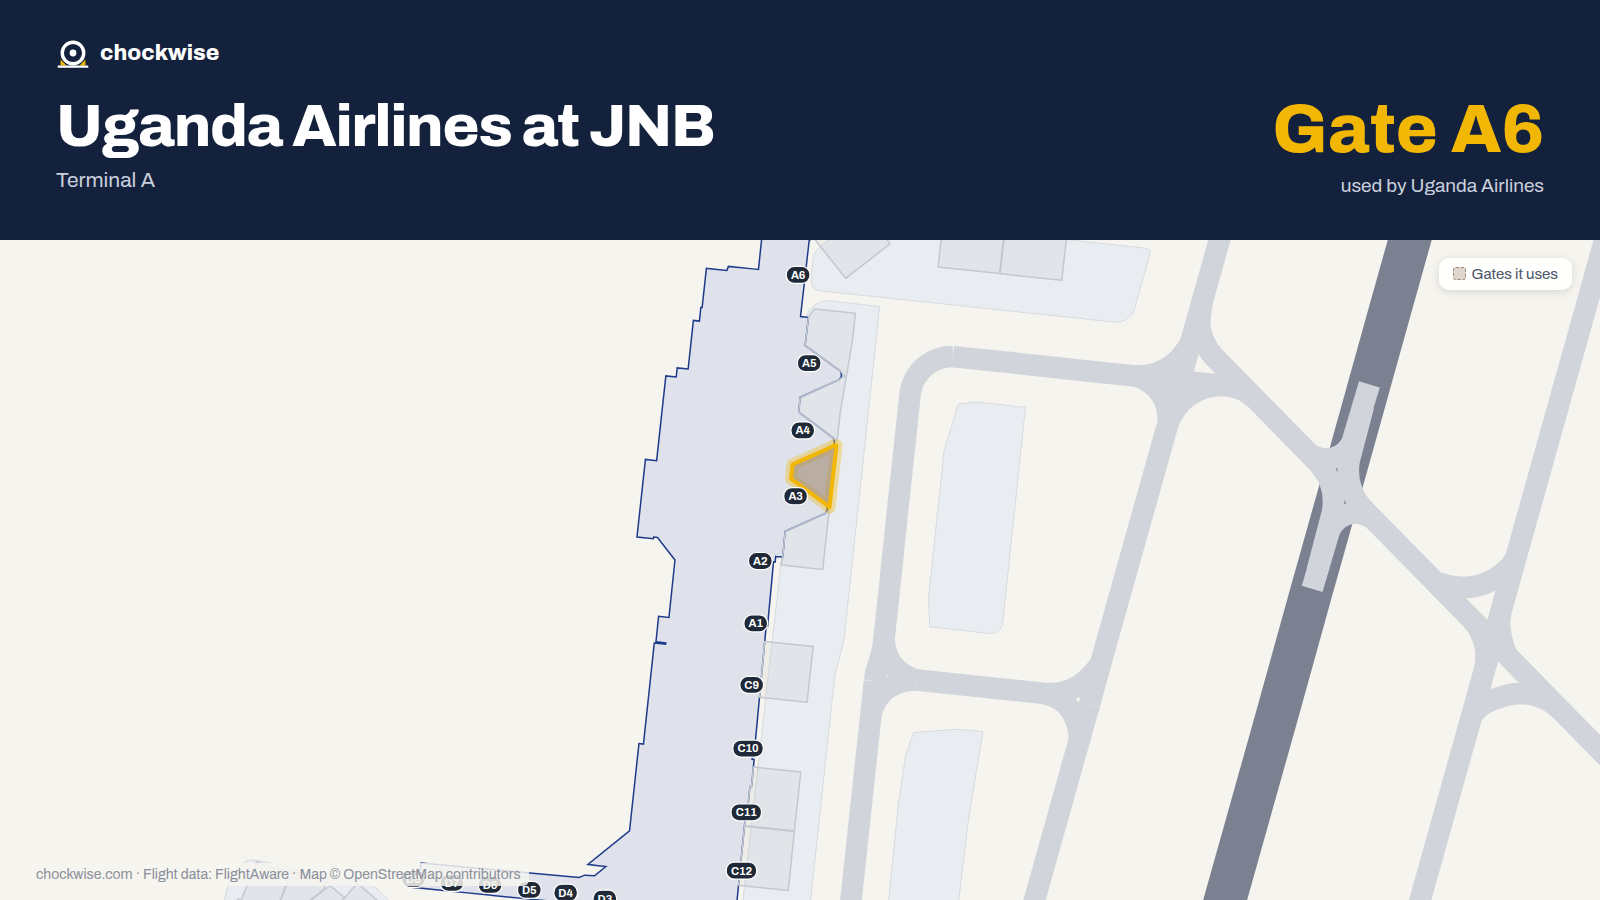 chockwise
Uganda Airlines at JNB
Terminal A
Gate A6
used by Uganda Airlines
Gates it uses
A6
A5
A4
A3
A2
A1
C9
C10
C11
C12
chockwise.com · Flight data: FlightAware · Map © OpenStreetMap contributors
D5
D4
D3